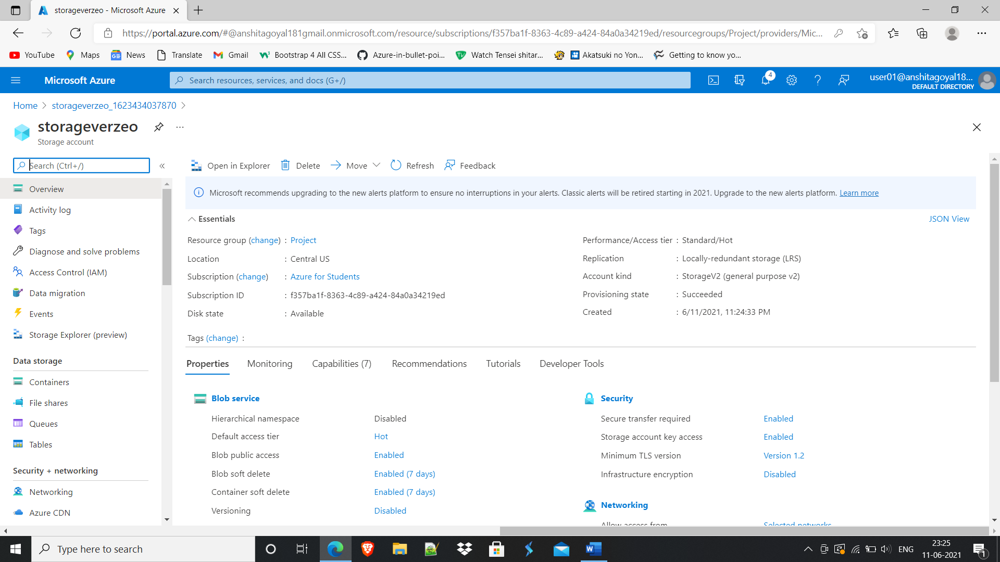 storageverzeo - Microsoft Azure
https://portal.azure.com/#@anshitagoyal181gmail.onmicrosoft.com/resource/subscriptions/f357ba1f-8363-4c89-a424-84a0a34219ed/resourcegroups/Project/providers/Mic...
YouTube Maps News Translate Gmail Bootstrap 4 All CSS... Azure-in-bullet-poi... Watch Tensei shitar... Akatsuki no Yon... Getting to know yo...
Microsoft Azure Search resources, services, and docs (G+/) 4 user01@anshitagoyal18...
DEFAULT DIRECTORY
Home > storageverzeo_1623434037870 >
storageverzeo ...
Storage account
Search (Ctrl+/) «
Open in Explorer Delete Move Refresh Feedback
Microsoft recommends upgrading to the new alerts platform to ensure no interruptions in your alerts. Classic alerts will be retired starting in 2021. Upgrade to the new alerts platform. Learn more
Overview
Activity log
Tags
Diagnose and solve problems
Access Control (IAM)
Data migration
Events
Storage Explorer (preview)
Data storage
Containers
File shares
Queues
Tables
Security + networking
Networking
Azure CDN
Essentials JSON View
Resource group (change) : Project
Location : Central US
Subscription (change) : Azure for Students
Subscription ID : f357ba1f-8363-4c89-a424-84a0a34219ed
Disk state : Available
Performance/Access tier : Standard/Hot
Replication : Locally-redundant storage (LRS)
Account kind : StorageV2 (general purpose v2)
Provisioning state : Succeeded
Created : 6/11/2021, 11:24:33 PM
Tags (change) :
Properties Monitoring Capabilities (7) Recommendations Tutorials Developer Tools
Blob service
Hierarchical namespace Disabled
Default access tier Hot
Blob public access Enabled
Blob soft delete Enabled (7 days)
Container soft delete Enabled (7 days)
Versioning Disabled
Security
Secure transfer required Enabled
Storage account key access Enabled
Minimum TLS version Version 1.2
Infrastructure encryption Disabled
Networking
Allow access from Selected networks
Type here to search
ENG
23:25
11-06-2021
1